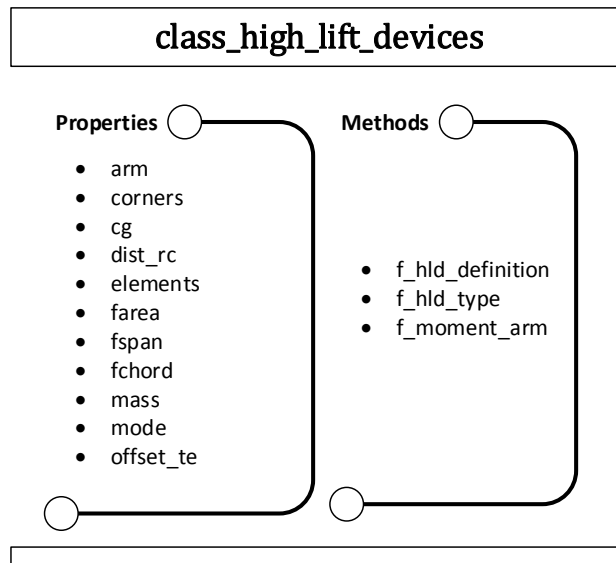 class_high_lift_devices
Properties
• arm
• corners
• cg
• dist_rc
• elements
• farea
• fspan
• fchord
• mass
• mode
• offset_te
Methods
• f_hld_definition
• f_hld_type
• f_moment_arm